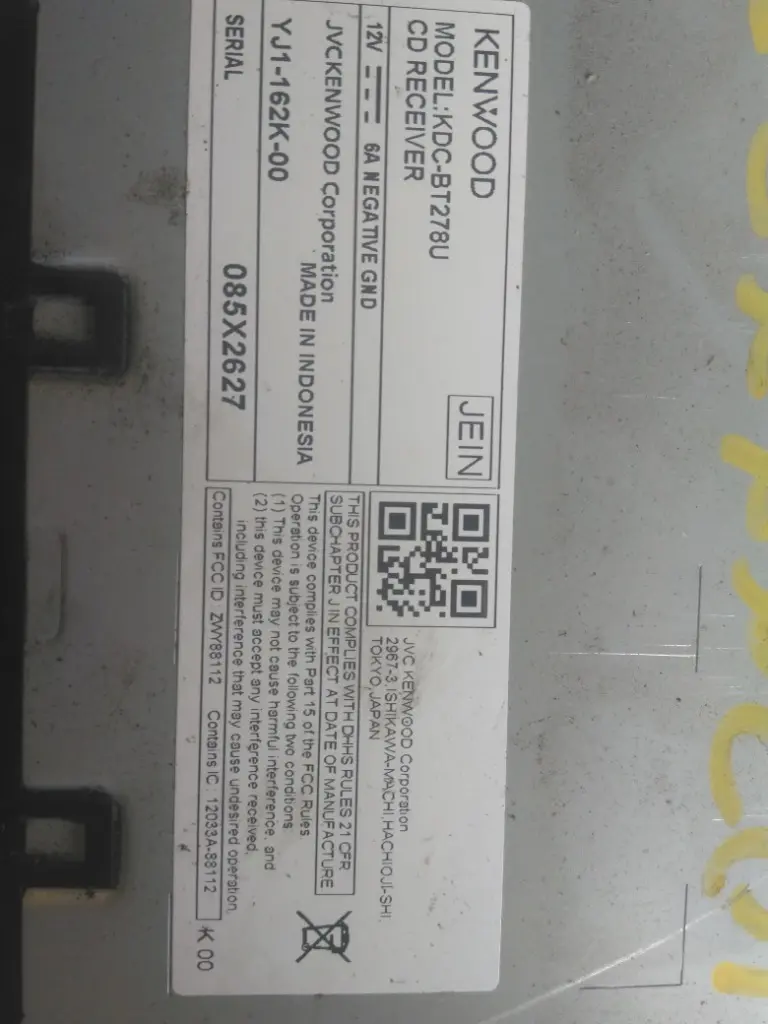 KENWOOD
MODEL:KDC-BT278U
CD RECEIVER
JEIN
12V 6A NEGATIVE GND
JVCKENWOOD Corporation
MADE IN INDONESIA
YJ1-162K-00
SERIAL 085X2627
JVC KENWOOD Corporation
2967-3,ISHIKAWA-MACHI,HACHIOJI-SHI,
TOKYO,JAPAN
THIS PRODUCT COMPLIES WITH DHHS RULES 21 CFR
SUBCHAPTER J IN EFFECT AT DATE OF MANUFACTURE
This device complies with Part 15 of the FCC Rules
Operation is subject to the following two conditions
(1) This device may not cause harmful interference, and
(2) this device must accept any interference received,
including interference that may cause undesired operation.
Contains FCC ID : ZWY88112 Contains IC : 12033A-88112
K 00